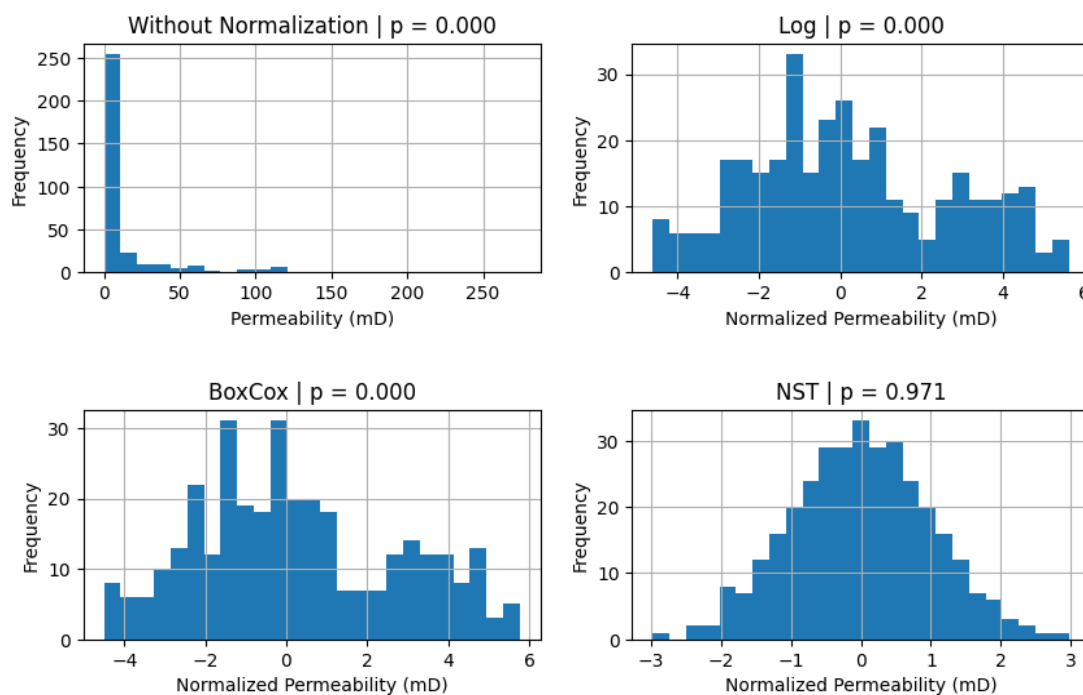 Without Normalization | p = 0.000
Frequency
250
200
150
100
50
0
0 50 100 150 200 250
Permeability (mD)
Log | p = 0.000
Frequency
30
20
10
0
−4 −2 0 2 4 6
Normalized Permeability (mD)
BoxCox | p = 0.000
Frequency
30
20
10
0
−4 −2 0 2 4 6
Normalized Permeability (mD)
NST | p = 0.971
Frequency
30
20
10
0
−3 −2 −1 0 1 2 3
Normalized Permeability (mD)